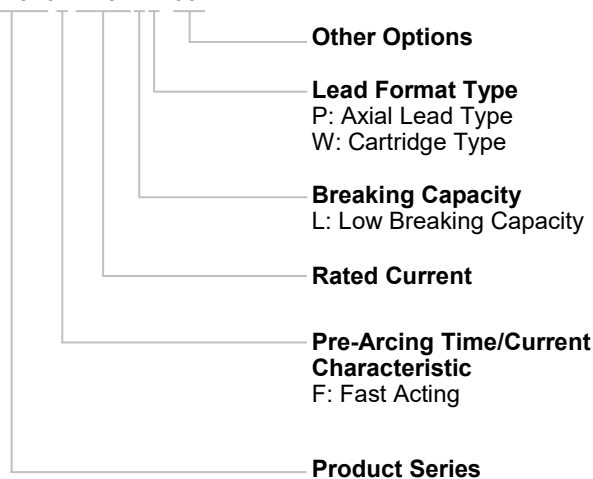 Other Options
Lead Format Type
P: Axial Lead Type
W: Cartridge Type
Breaking Capacity
L: Low Breaking Capacity
Rated Current
Pre-Arcing Time/Current
Characteristic
F: Fast Acting
Product Series